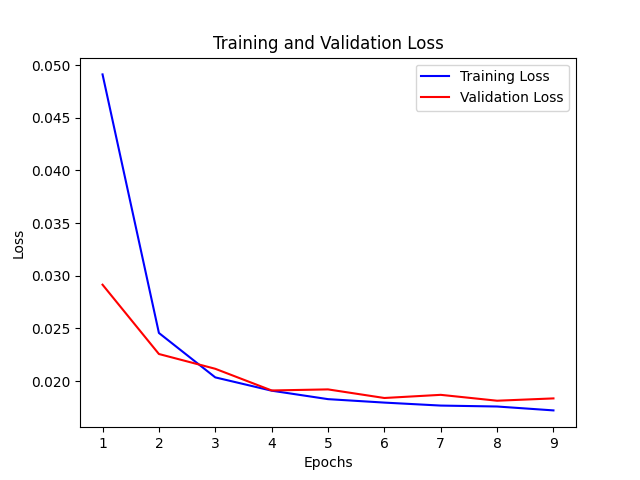 Training and Validation Loss
Training Loss
Validation Loss
0.050
0.045
0.040
0.035
0.030
0.025
0.020
Loss
1 2 3 4 5 6 7 8 9
Epochs